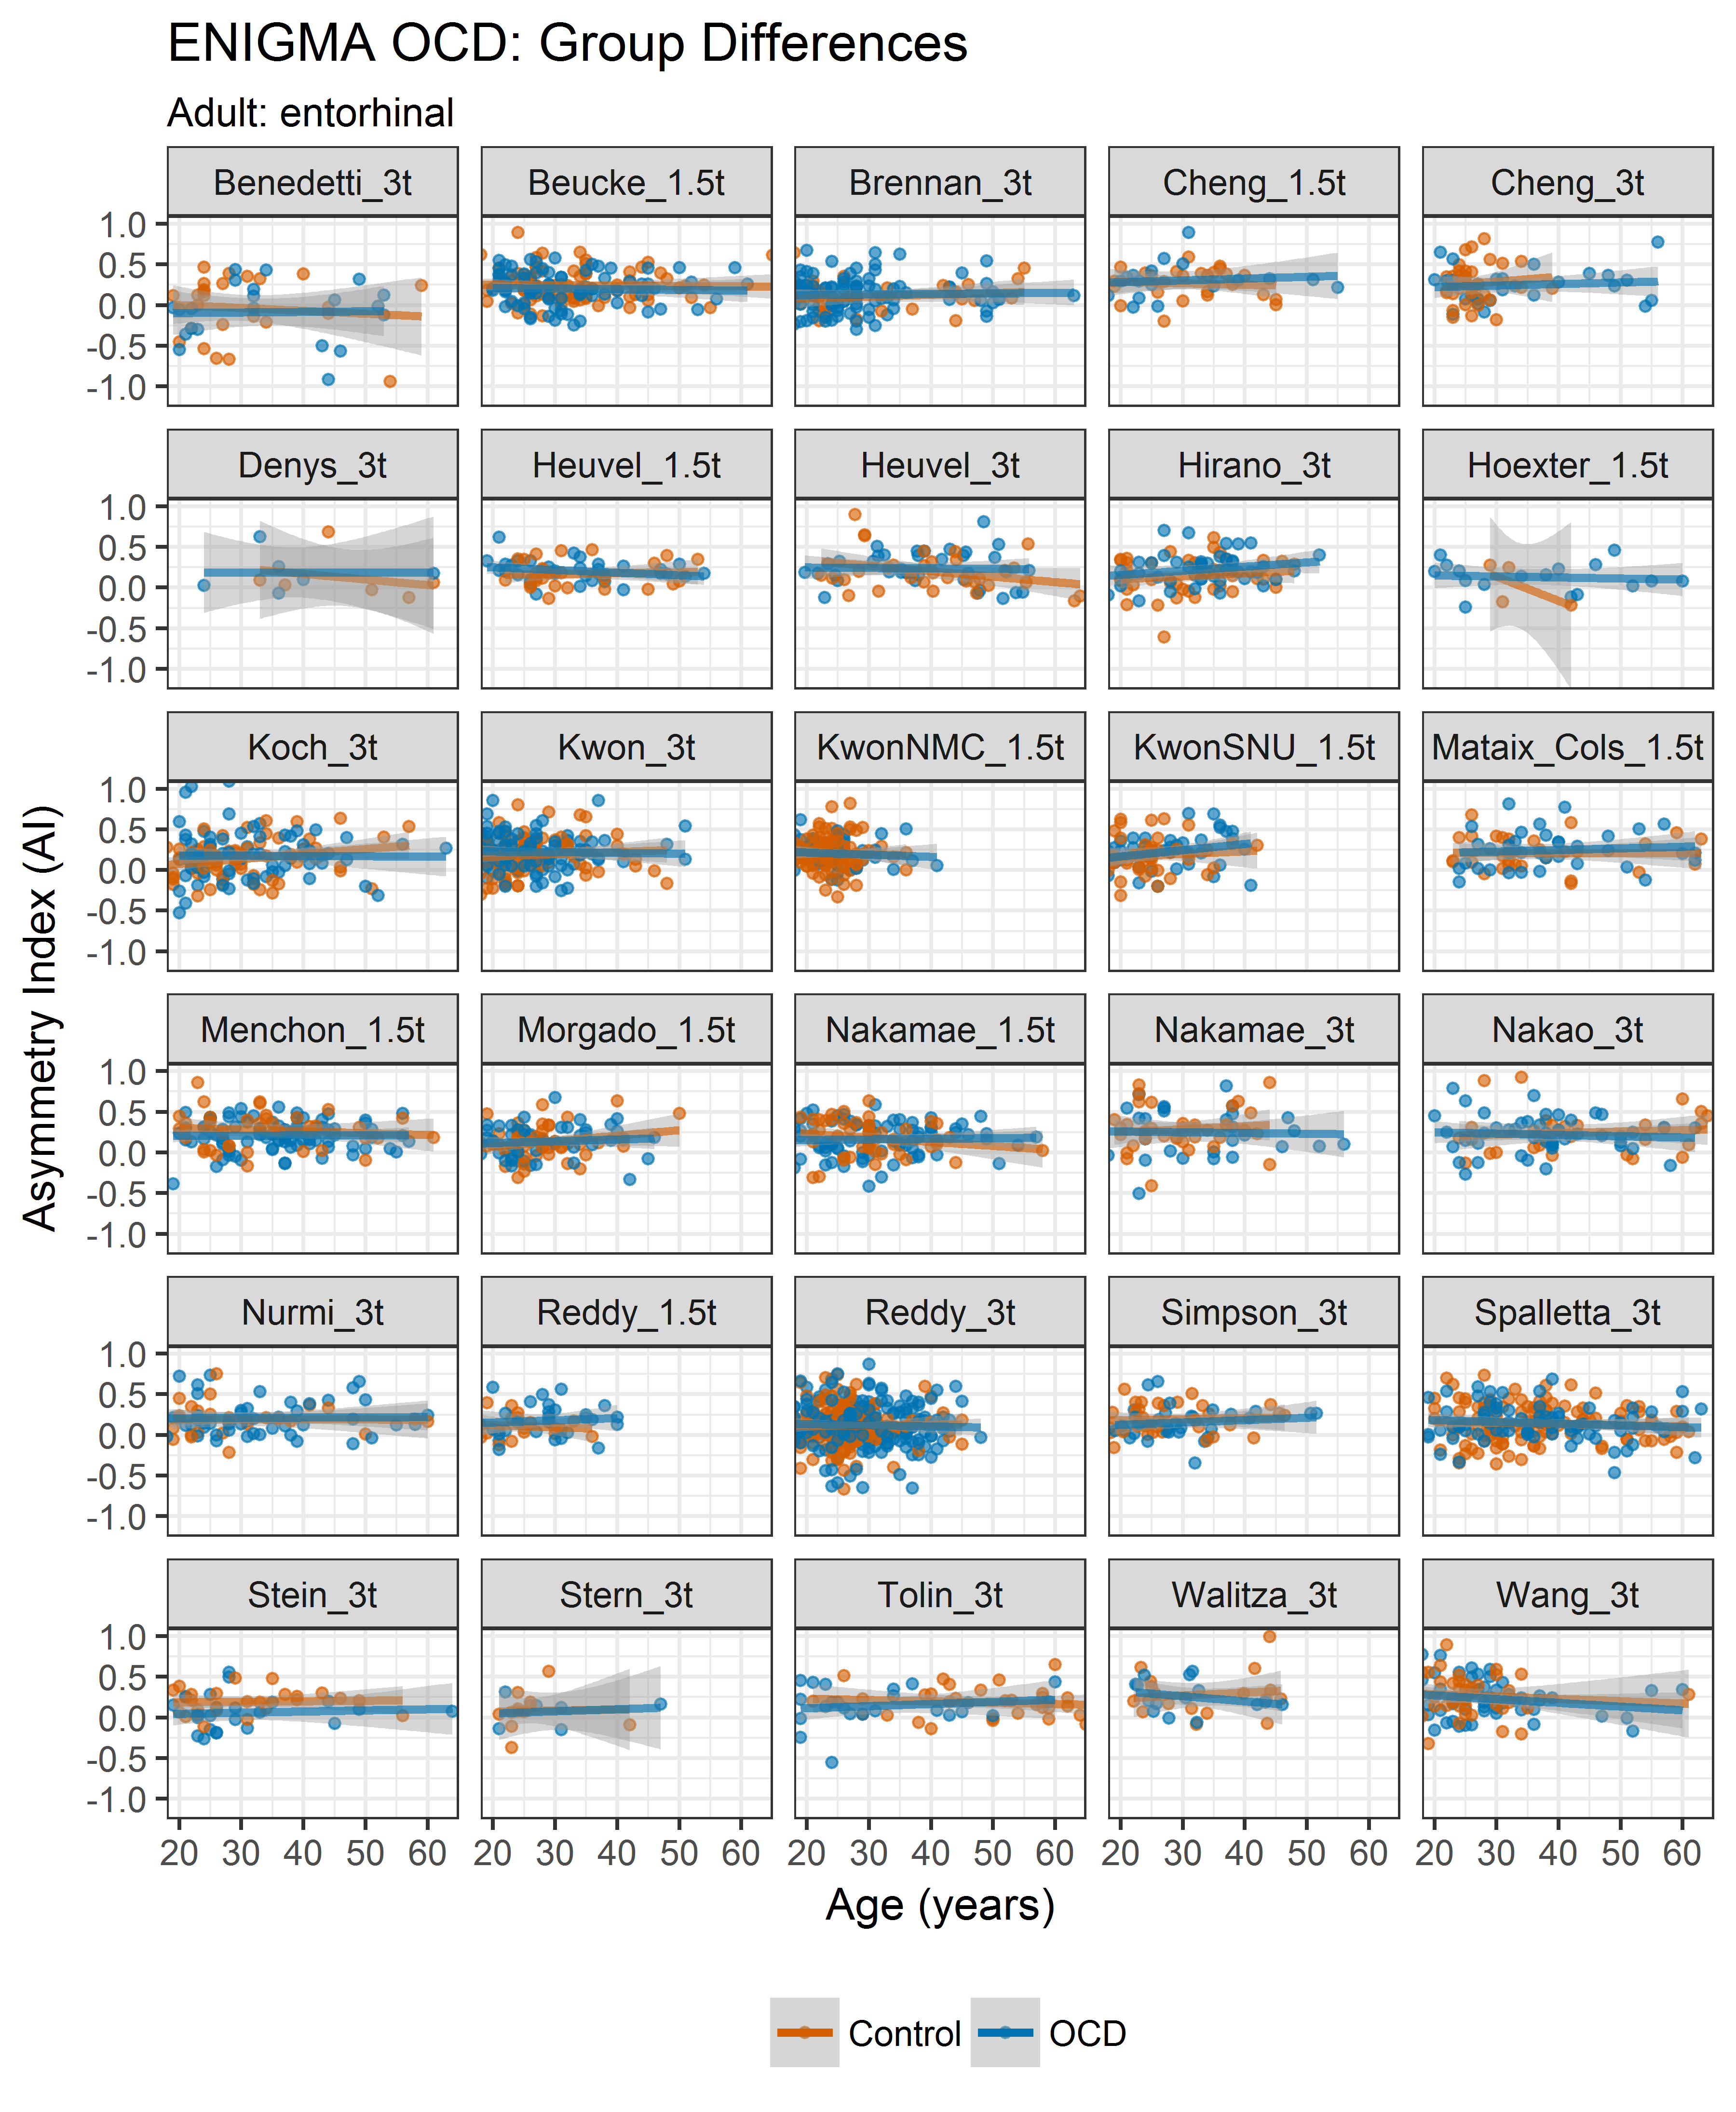 ENIGMA OCD: Group Differences
Adult: entorhinal
Benedetti_3t Beucke_1.5t Brennan_3t Cheng_1.5t Cheng_3t
1.0
0.5
0.0
-0.5
-1.0
Denys_3t Heuvel_1.5t Heuvel_3t Hirano_3t Hoexter_1.5t
1.0
0.5
0.0
-0.5
-1.0
Koch_3t Kwon_3t KwonNMC_1.5t KwonSNU_1.5t Mataix_Cols_1.5t
1.0
0.5
0.0
-0.5
-1.0
Menchon_1.5t Morgado_1.5t Nakamae_1.5t Nakamae_3t Nakao_3t
1.0
0.5
0.0
-0.5
-1.0
Nurmi_3t Reddy_1.5t Reddy_3t Simpson_3t Spalletta_3t
1.0
0.5
0.0
-0.5
-1.0
Stein_3t Stern_3t Tolin_3t Walitza_3t Wang_3t
1.0
0.5
0.0
-0.5
-1.0
20 30 40 50 60 20 30 40 50 60 20 30 40 50 60 20 30 40 50 60 20 30 40 50 60
Asymmetry Index (AI)
Age (years)
Control OCD